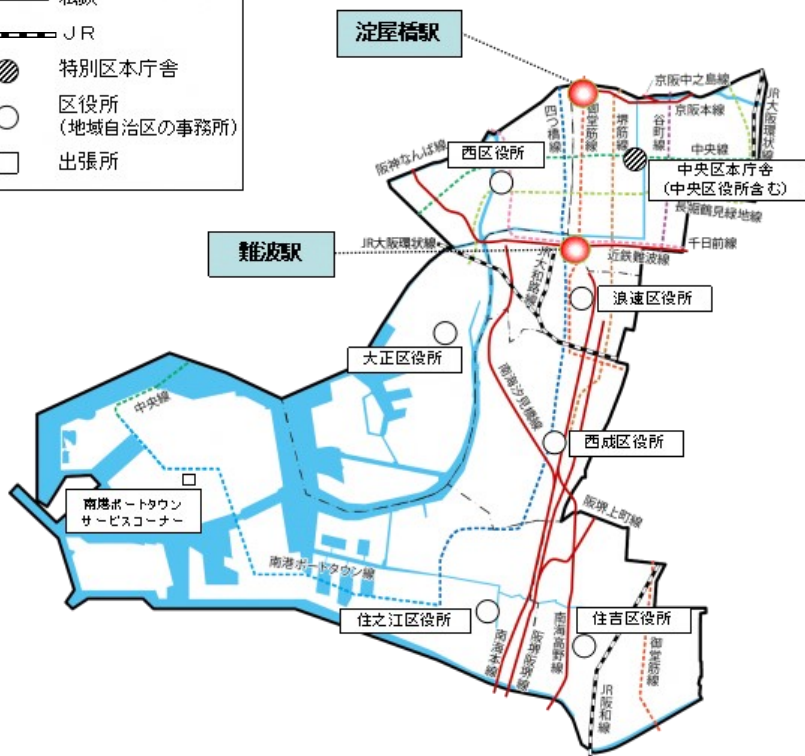 私鉄
JR
特別区本庁舎
区役所
(地域自治区の事務所)
出張所
淀屋橋駅
京阪中之島線
京阪本線
JR大阪環状線
四つ橋線
御堂筋線
堺筋線
谷町線
中央線
西区役所
阪神なんば線
中央区本庁舎
(中央区役所含む)
長堀鶴見緑地線
千日前線
JR大阪環状線
難波駅
JR大和路線
近鉄難波線
浪速区役所
大正区役所
中央線
南海汐見橋線
西成区役所
南港ポートタウン
サービスコーナー
阪堺上町線
南港ポートタウン線
住之江区役所
住吉区役所
南海本線
阪堺阪堺線
南海高野線
JR阪和線
御堂筋線